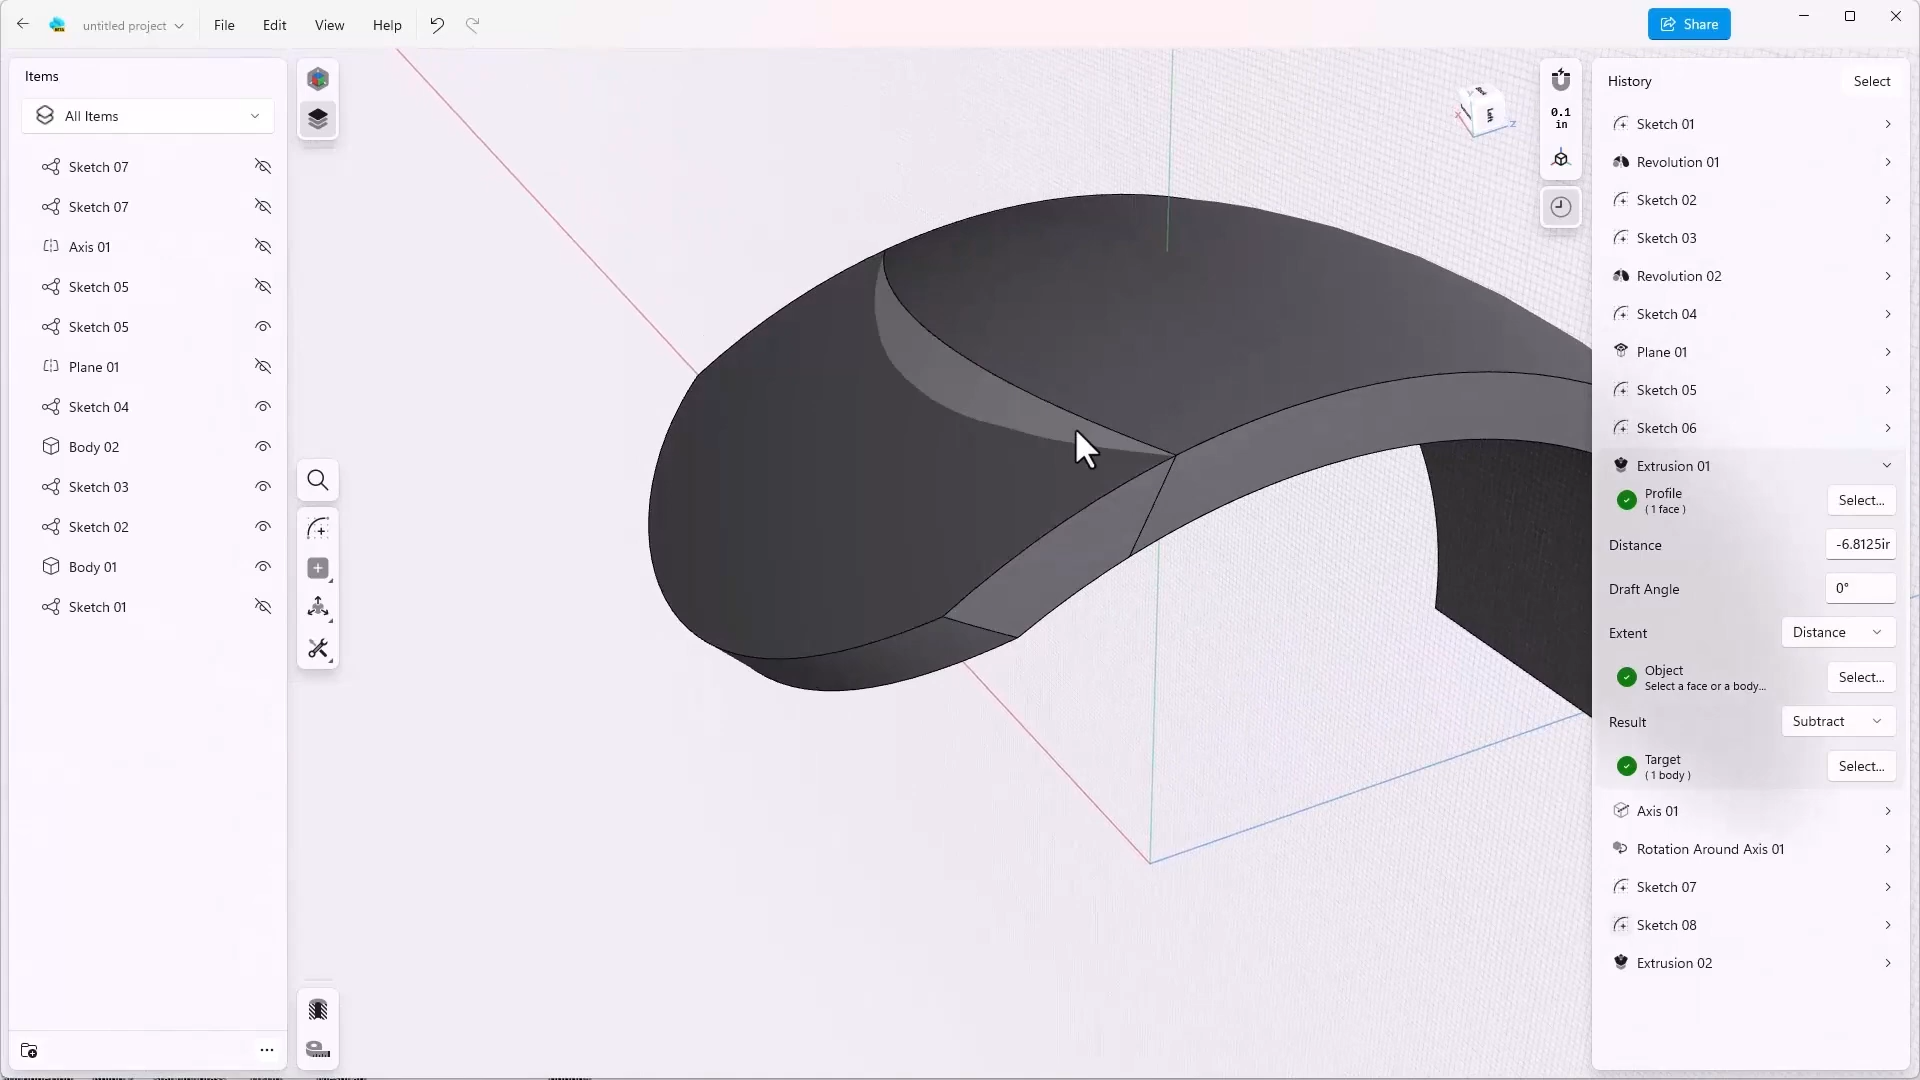 untitled project
File
Edit
View
Help
Share
Items
All Items
Sketch 07
Sketch 07
Axis 01
Sketch 05
Sketch 05
Plane 01
Sketch 04
Body 02
Sketch 03
Sketch 02
Body 01
Sketch 01
Back
Left
X
Z
0.1
in
History
Select
Sketch 01
Revolution 01
Sketch 02
Sketch 03
Revolution 02
Sketch 04
Plane 01
Sketch 05
Sketch 06
Extrusion 01
Profile
( 1 face )
Select...
Distance
-6.8125ir
Draft Angle
0°
Extent
Distance
Object
Select a face or a body...
Select...
Result
Subtract
Target
( 1 body )
Select...
Axis 01
Rotation Around Axis 01
Sketch 07
Sketch 08
Extrusion 02